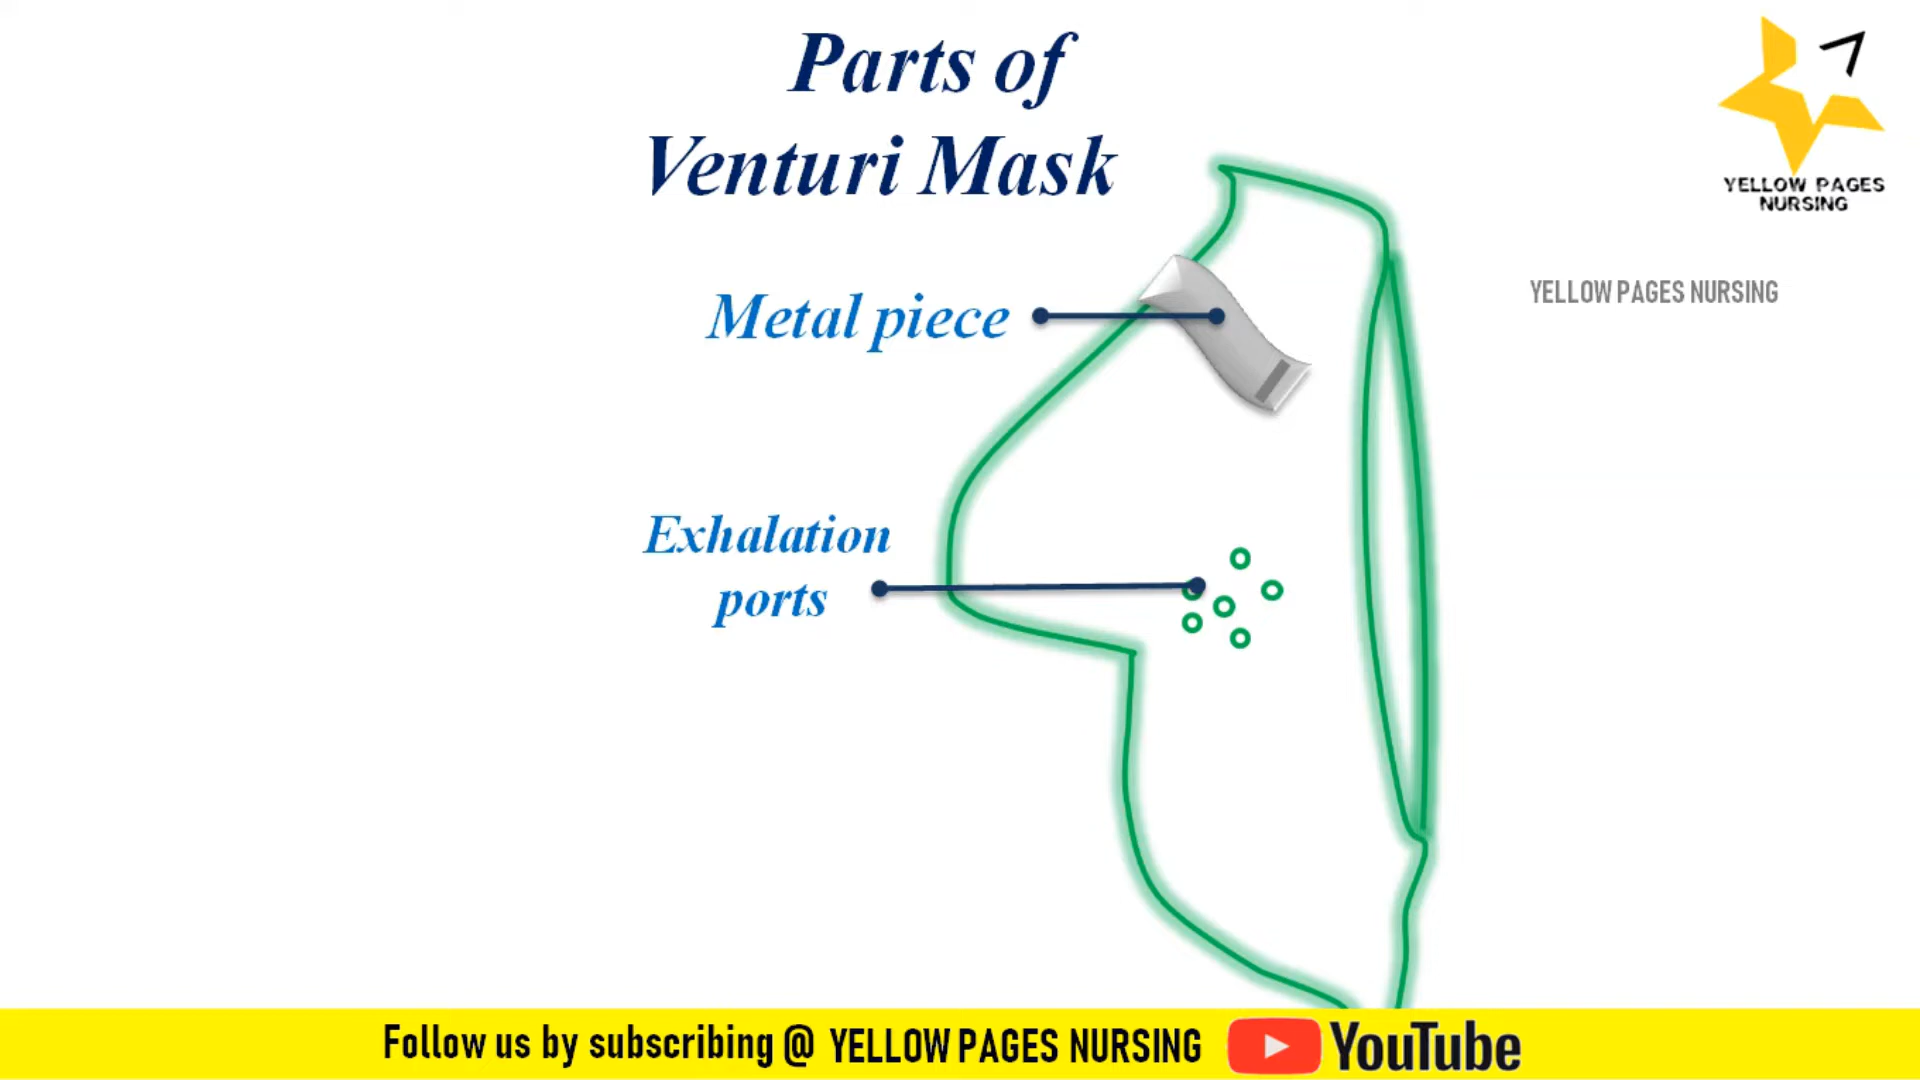 Parts of
Venturi Mask
YELLOW PAGES
NURSING
YELLOW PAGES NURSING
Metal piece
Exhalation
ports
Follow us by subscribing @ YELLOW PAGES NURSING YouTube